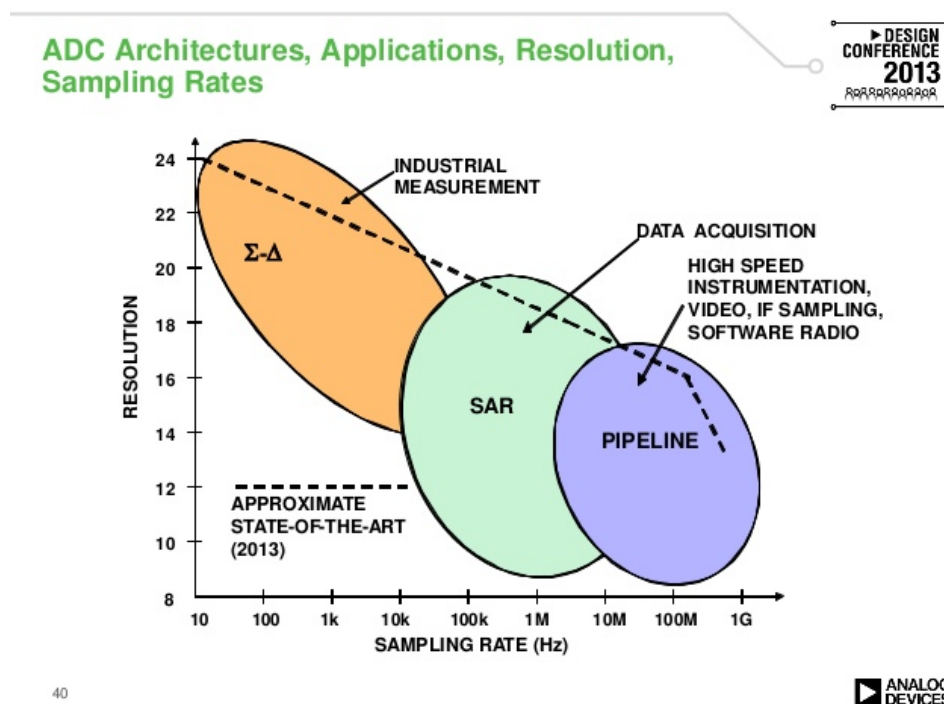 ADC Architectures, Applications, Resolution,
Sampling Rates
DESIGN
CONFERENCE
2013
RESOLUTION
24
22
20
18
16
14
12
10
8
Σ-Δ
INDUSTRIAL
MEASUREMENT
DATA ACQUISITION
HIGH SPEED
INSTRUMENTATION,
VIDEO, IF SAMPLING,
SOFTWARE RADIO
SAR
PIPELINE
APPROXIMATE
STATE-OF-THE-ART
(2013)
10 100 1k 10k 100k 1M 10M 100M 1G
SAMPLING RATE (Hz)
40
ANALOG
DEVICES